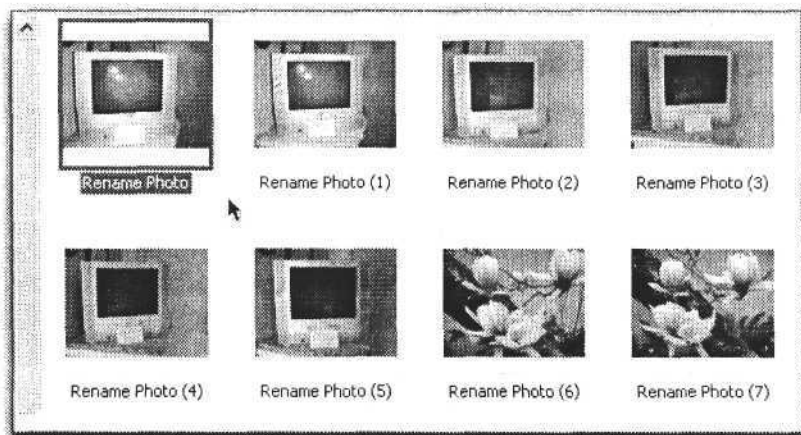 Rename Photo
Rename Photo (1)
Rename Photo (2)
Rename Photo (3)
Rename Photo (4)
Rename Photo (5)
Rename Photo (6)
Rename Photo (7)